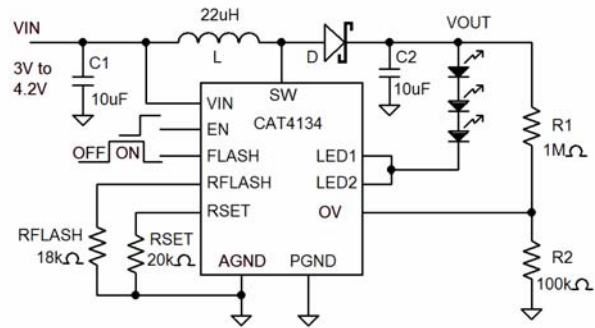 VIN
22uH
VOUT
L
D
C1
C2
3V to
4.2V
10uF
10uF
SW
VIN
CAT4134
R1
EN
1MΩ
OFF
ON
FLASH
LED1
RFLASH
LED2
RSET
OV
RFLASH
RSET
R2
18kΩ
20kΩ
AGND
PGND
100kΩ